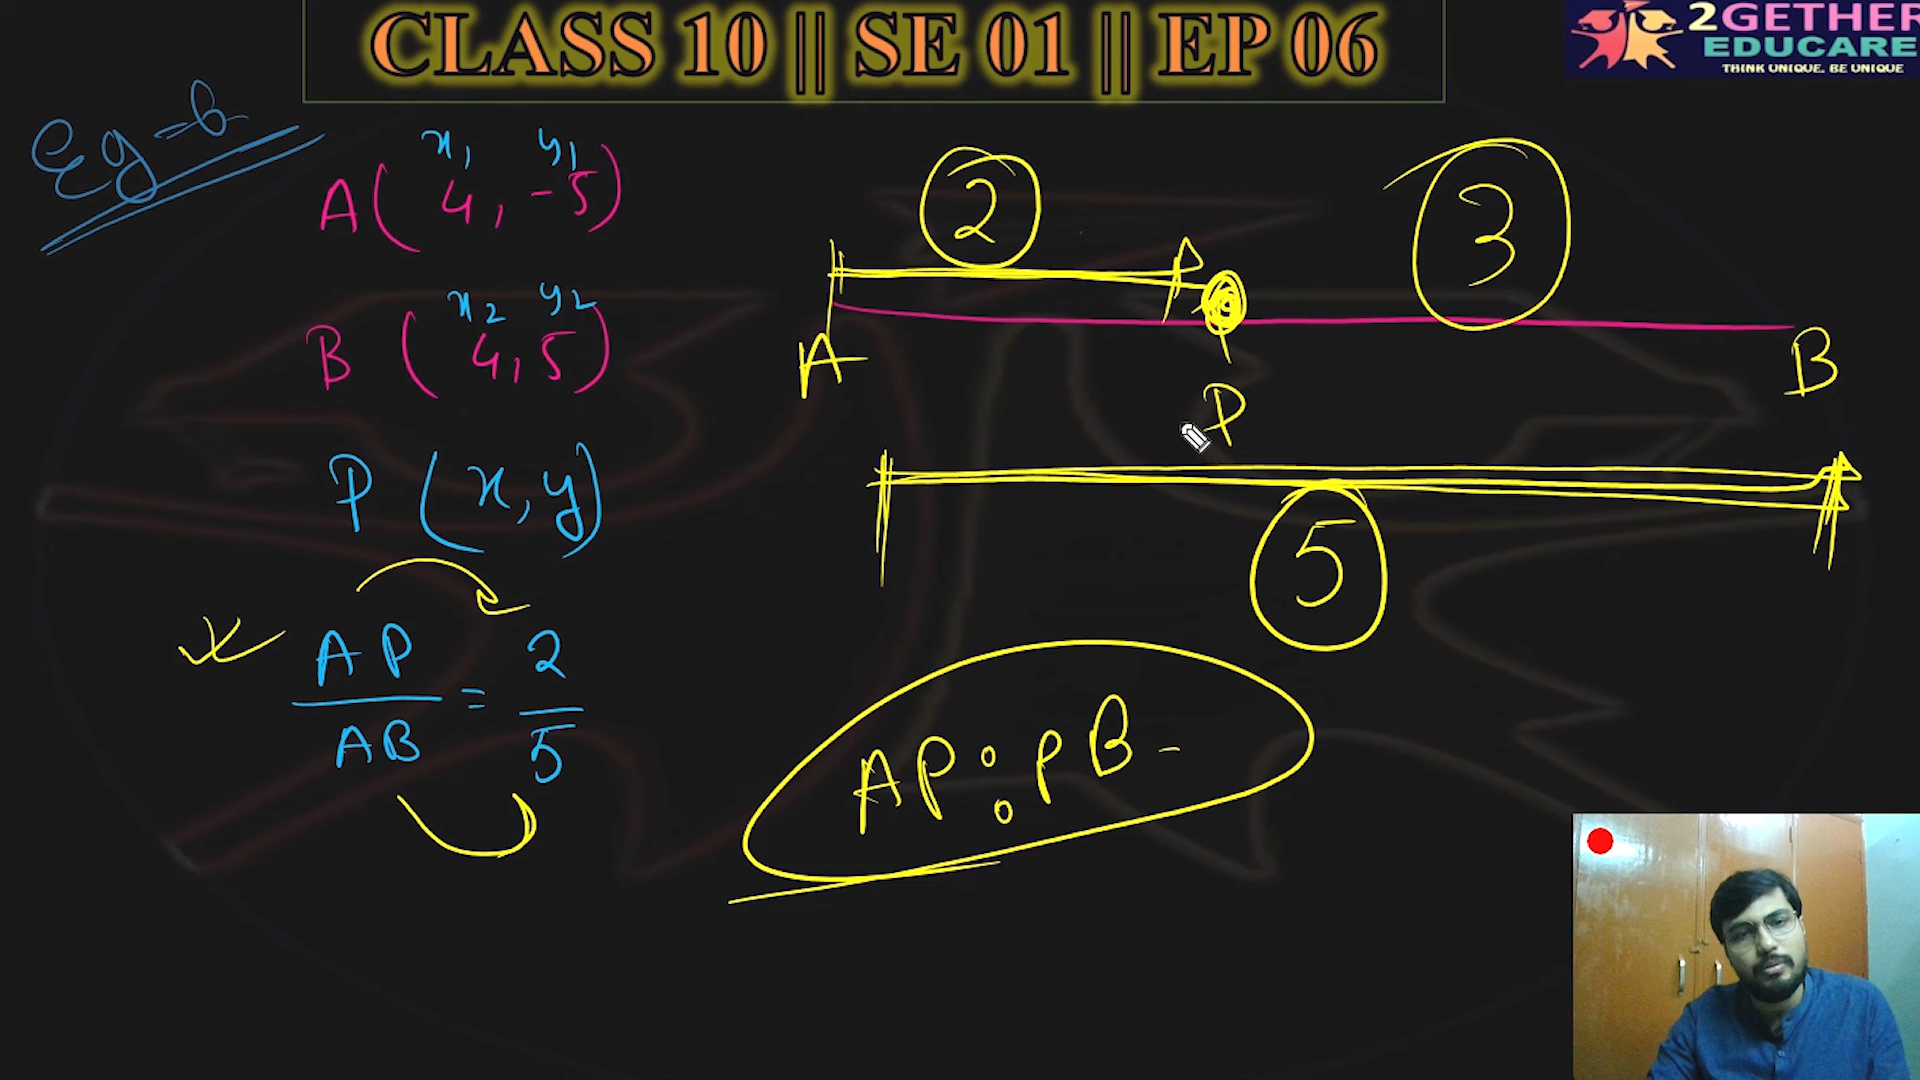 CLASS 10 || SE 01 || EP 06
2GETHER
EDUCARE
THINK UNIQUE. BE UNIQUE
Eg=6
x1 y1
A(4, -5)
x2 y2
B(4, 5)
P(x, y)
AP/AB = 2/5
2
3
A
P
B
5
AP : PB -